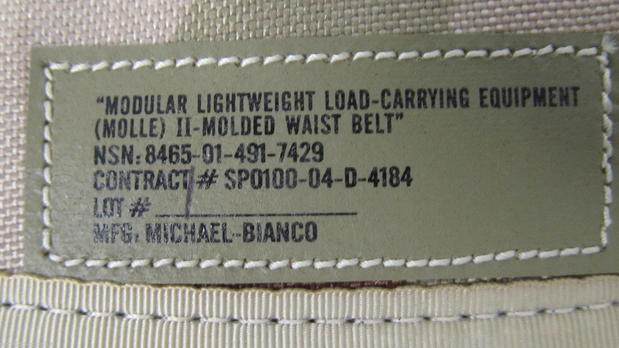 "MODULAR LIGHTWEIGHT LOAD-CARRYING EQUIPMENT
(MOLLE) II-MOLDED WAIST BELT"
NSN: 8465-01-491-7429
CONTRACT# SPO100-04-D-4184
LOT #
MFG: MICHAEL-BIANCO